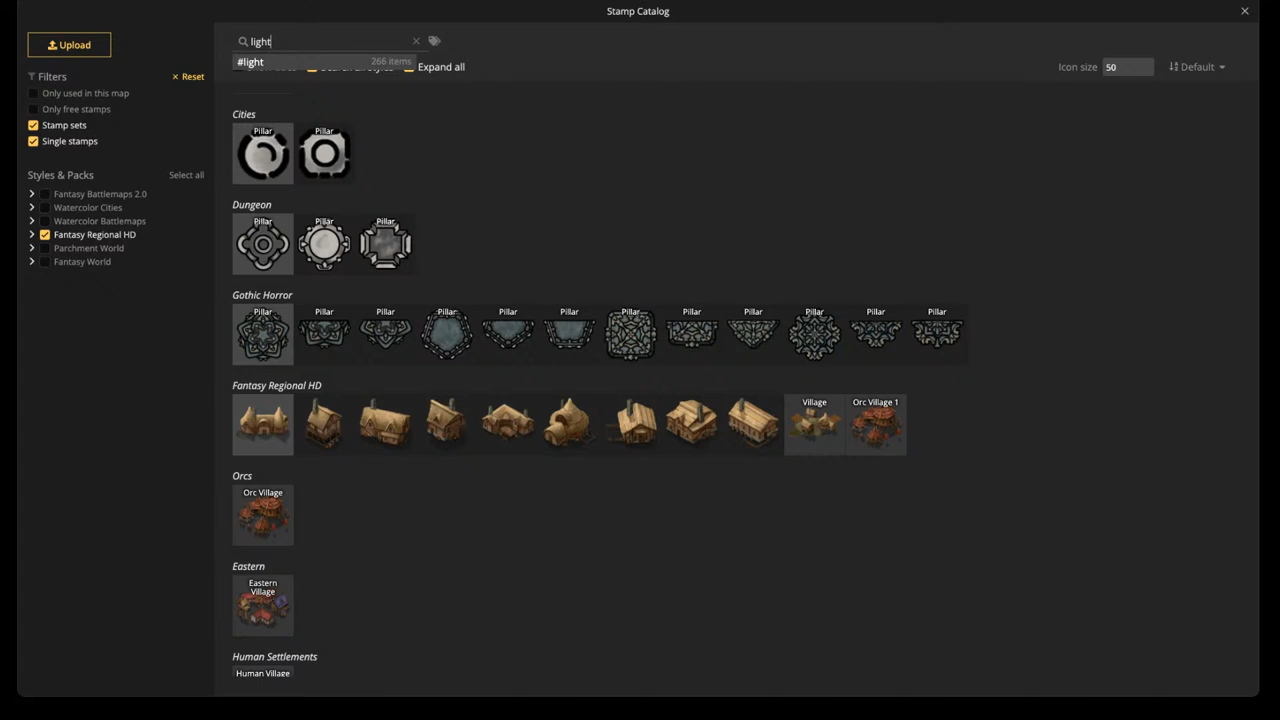 Stamp Catalog
Upload
Filters
Reset
Only used in this map
Only free stamps
Stamp sets
Single stamps
Styles & Packs
Select all
Fantasy Battlemaps 2.0
Watercolor Cities
Watercolor Battlemaps
Fantasy Regional HD
Parchment World
Fantasy World
light
#light 266 items
Expand all
Icon size 50
Default
Cities
Pillar Pillar
Dungeon
Pillar Pillar Pillar
Gothic Horror
Pillar Pillar Pillar Pillar Pillar Pillar Pillar Pillar Pillar Pillar Pillar Pillar
Fantasy Regional HD
Village Orc Village 1
Orcs
Orc Village
Eastern
Eastern
Village
Human Settlements
Human Village